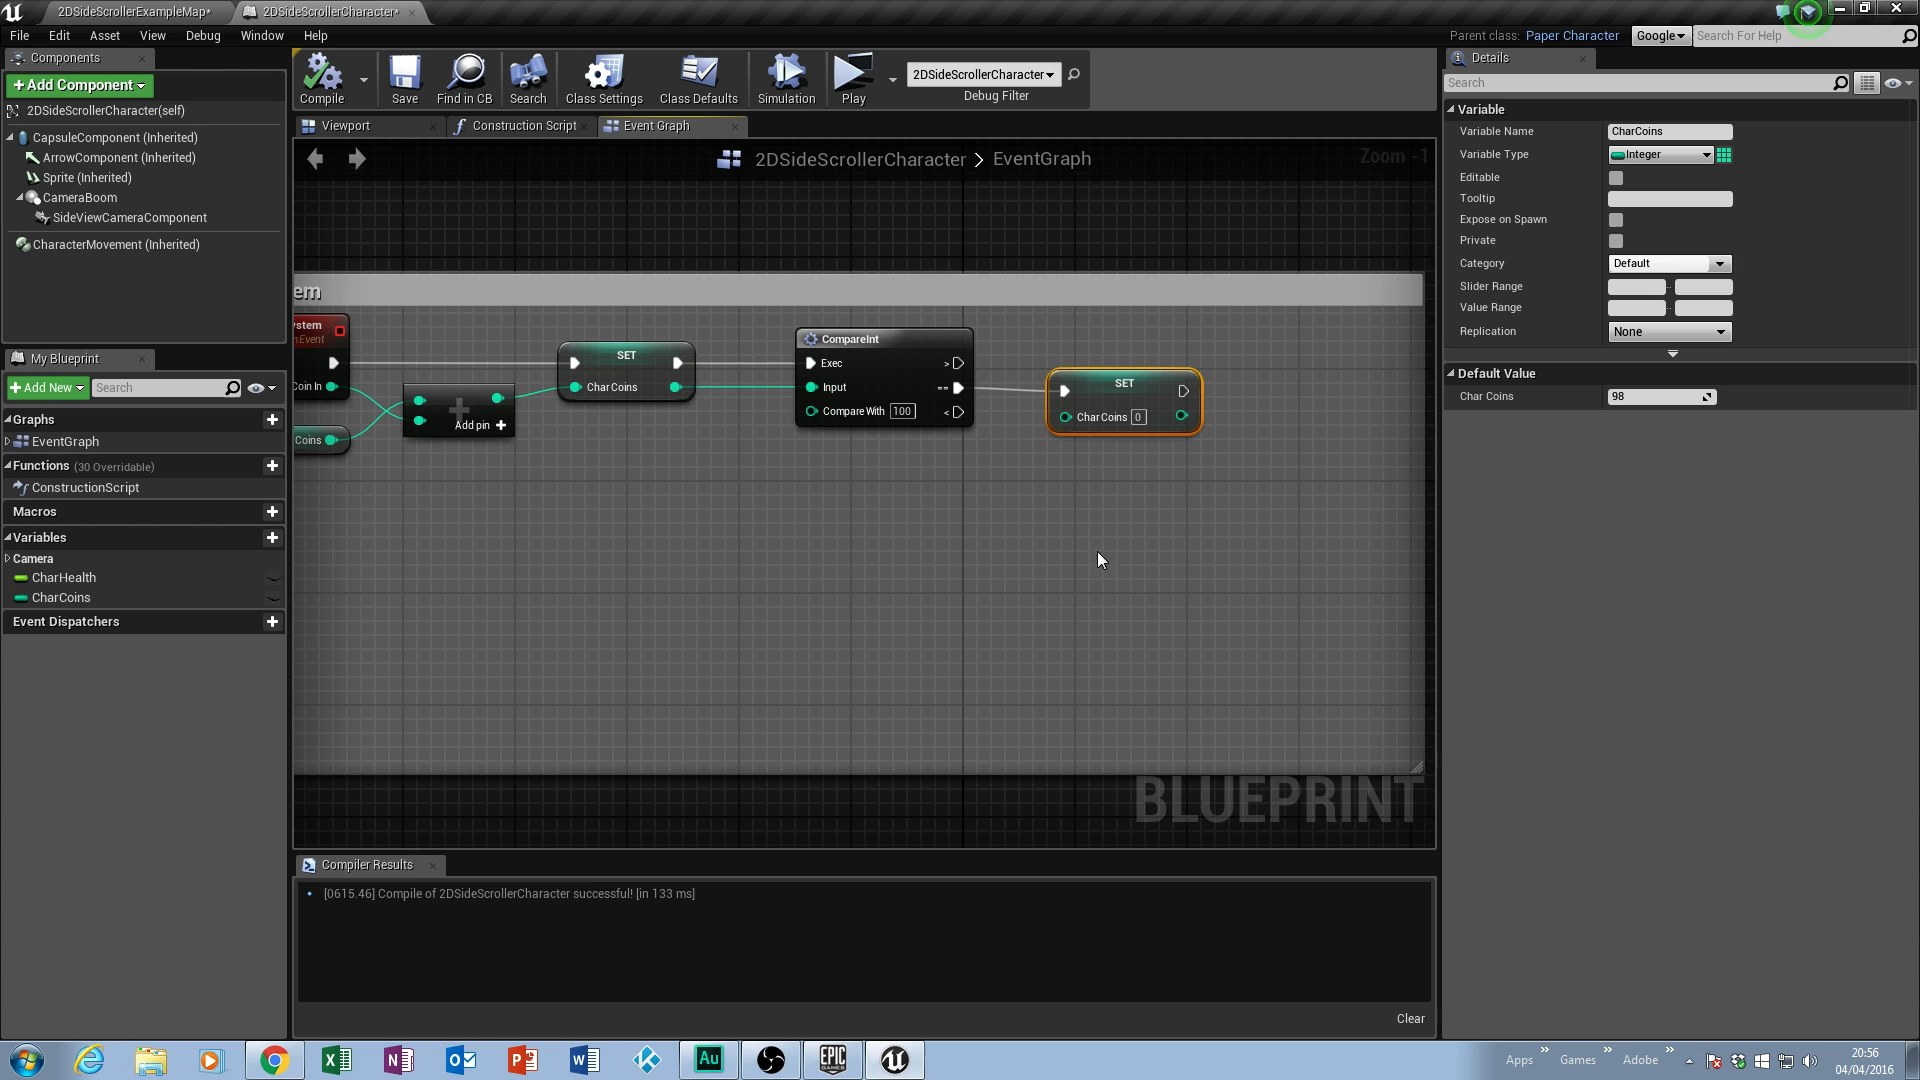 2DSideScrollerExampleMap*
2DSideScrollerCharacter*
File Edit Asset View Debug Window Help
Parent class: Paper Character
Google
Search For Help
Components
+Add Component
2DSideScrollerCharacter(self)
CapsuleComponent (Inherited)
ArrowComponent (Inherited)
Sprite (Inherited)
CameraBoom
SideViewCameraComponent
CharacterMovement (Inherited)
Compile
Save
Find in CB
Search
Class Settings
Class Defaults
Simulation
Play
2DSideScrollerCharacter
Debug Filter
Viewport
Construction Script
Event Graph
2DSideScrollerCharacter > EventGraph
Zoom -1
em
ystem
n Event
Coin In
Coins
Add pin +
SET
Char Coins
CompareInt
Exec >
Input ==
Compare With 100 <
SET
Char Coins 0
BLUEPRINT
My Blueprint
+Add New
Search
Graphs
EventGraph
Functions (30 Overridable)
ConstructionScript
Macros
Variables
Camera
CharHealth
CharCoins
Event Dispatchers
Compiler Results
[0615.46] Compile of 2DSideScrollerCharacter successful! [in 133 ms]
Clear
Details
Search
Variable
Variable Name CharCoins
Variable Type Integer
Editable
Tooltip
Expose on Spawn
Private
Category Default
Slider Range
Value Range
Replication None
Default Value
Char Coins 98
Au
EPIC
GAMES
Apps » Games » Adobe »
20:56
04/04/2016